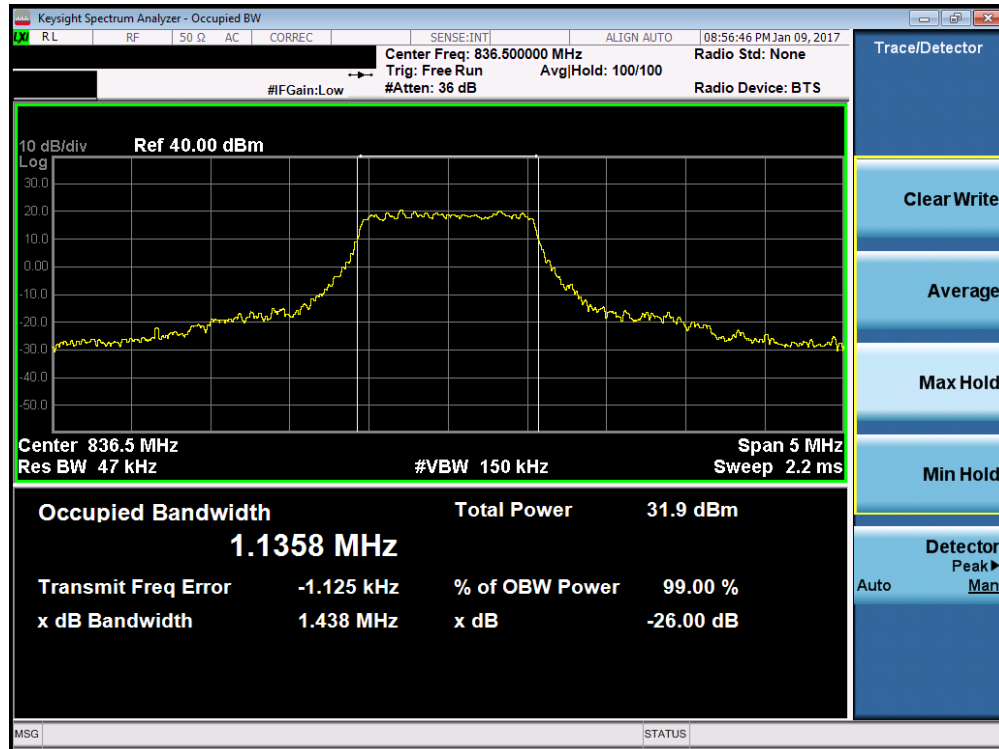 Keysight Spectrum Analyzer - Occupied BW
LXI RL RF 50 Ω AC CORREC SENSE:INT ALIGN AUTO 08:56:46 PM Jan 09, 2017
Center Freq: 836.500000 MHz Radio Std: None
Trig: Free Run Avg|Hold: 100/100
#IFGain:Low #Atten: 36 dB Radio Device: BTS
Trace/Detector
10 dB/div Ref 40.00 dBm
Log
30.0
20.0
10.0
0.00
-10.0
-20.0
-30.0
-40.0
-50.0
Center 836.5 MHz Span 5 MHz
Res BW 47 kHz #VBW 150 kHz Sweep 2.2 ms
Clear Write
Average
Max Hold
Min Hold
Detector
Peak▶
Auto Man
Occupied Bandwidth Total Power 31.9 dBm
1.1358 MHz
Transmit Freq Error -1.125 kHz % of OBW Power 99.00 %
x dB Bandwidth 1.438 MHz x dB -26.00 dB
MSG STATUS